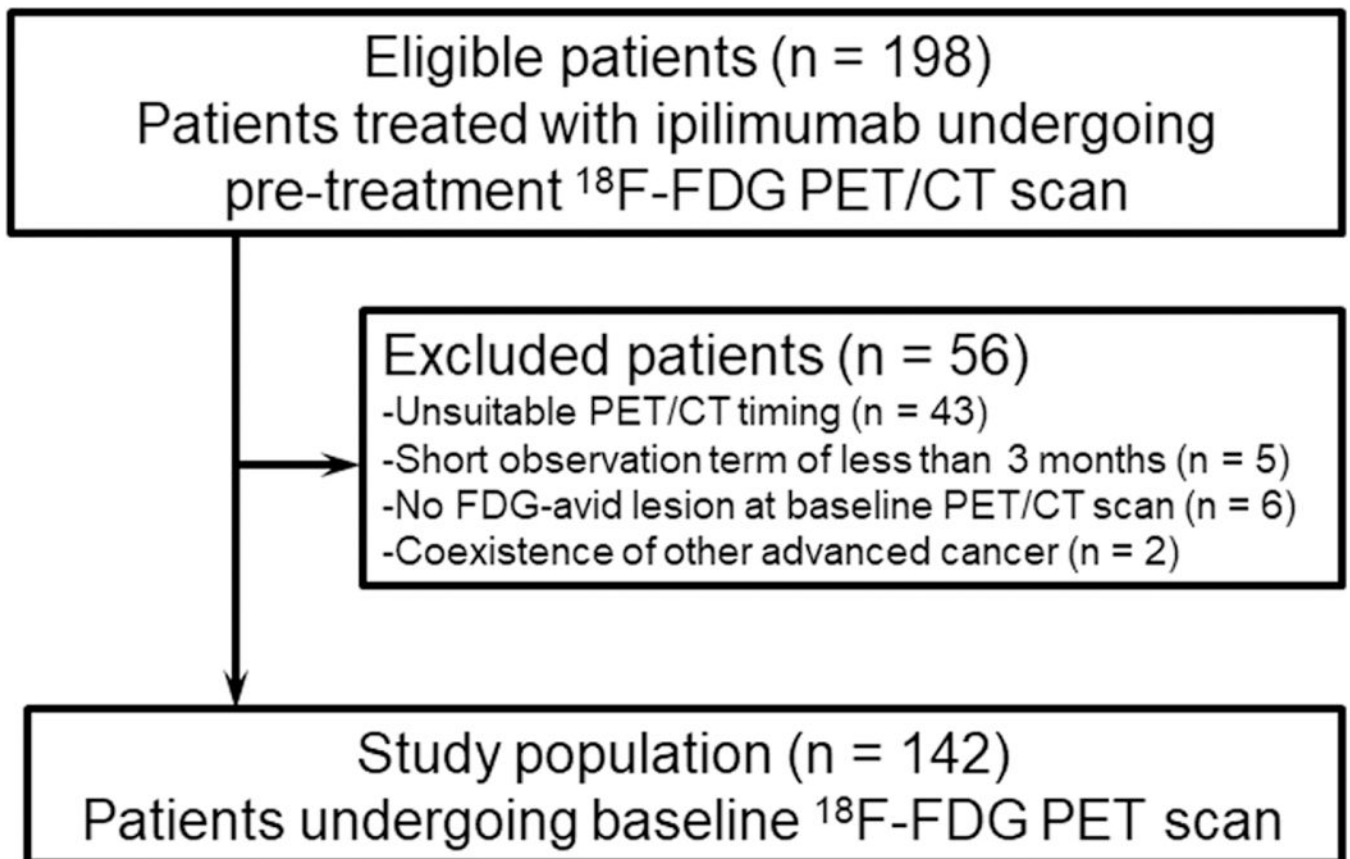 Eligible patients (n = 198)
Patients treated with ipilimumab undergoing
pre-treatment ¹⁸F-FDG PET/CT scan
Excluded patients (n = 56)
-Unsuitable PET/CT timing (n = 43)
-Short observation term of less than 3 months (n = 5)
-No FDG-avid lesion at baseline PET/CT scan (n = 6)
-Coexistence of other advanced cancer (n = 2)
Study population (n = 142)
Patients undergoing baseline ¹⁸F-FDG PET scan